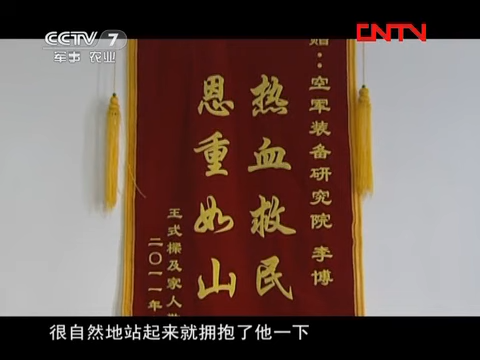 CCTV 7
军事 农业
CNTV
赠：空军装备研究院 李博
热血救民
恩重如山
王式樑及家人
二〇一一年
很自然地站起来就拥抱了他一下